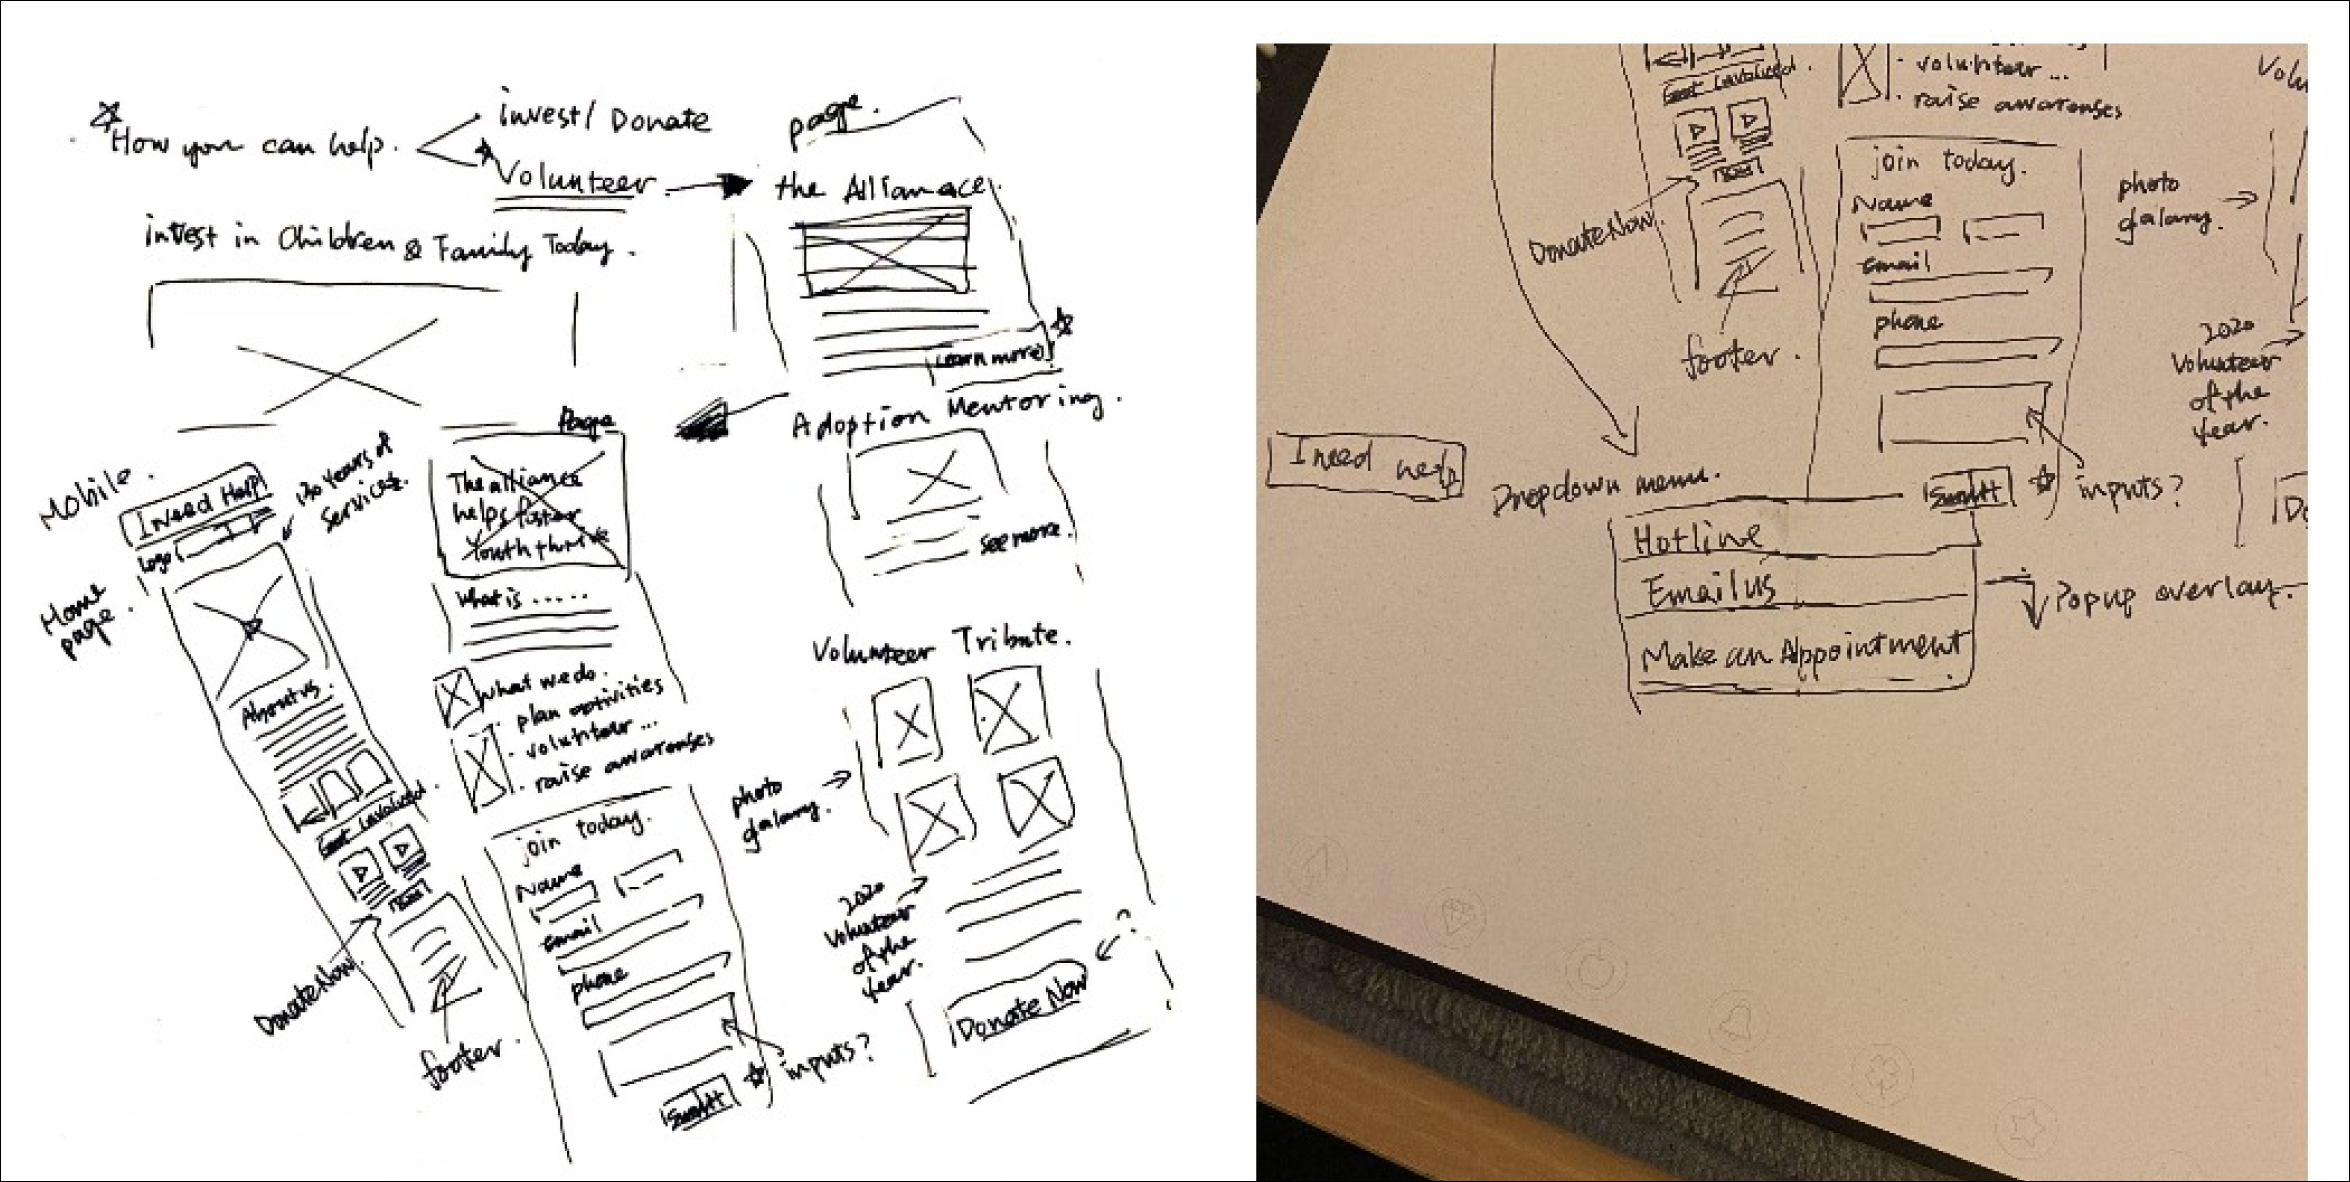 How you can help.
invest/ Donate
Volunteer
invest in Children & Family Today.
page.
the Alliamace
Learn more
Adoption Mentoring.
See more.
Volunteer Tribute.
photo
galary.
2020
Volunteer
of the
Year.
Donate Now
?
Mobile.
I need Help!
130 years of
services.
Logo
Home
page.
About us.
Get involved.
Donate Now.
footer.
Page
The alliance
helps foster
Youth thrive
What is .....
What we do.
· plan activities
· volunteer ...
· raise awarenses
join today.
Name
Email
phone
Submit
inputs?
Get involved.
· volunteer ...
· raise awarenses
Donate Now.
footer.
join today.
Name
Email
phone
Submit
inputs?
Volu
photo
galary.
2020
Volunteer
of the
Year.
Do
I need help
Dropdown menu.
Hotline
Email us
Make an Appointment
Popup overlay.